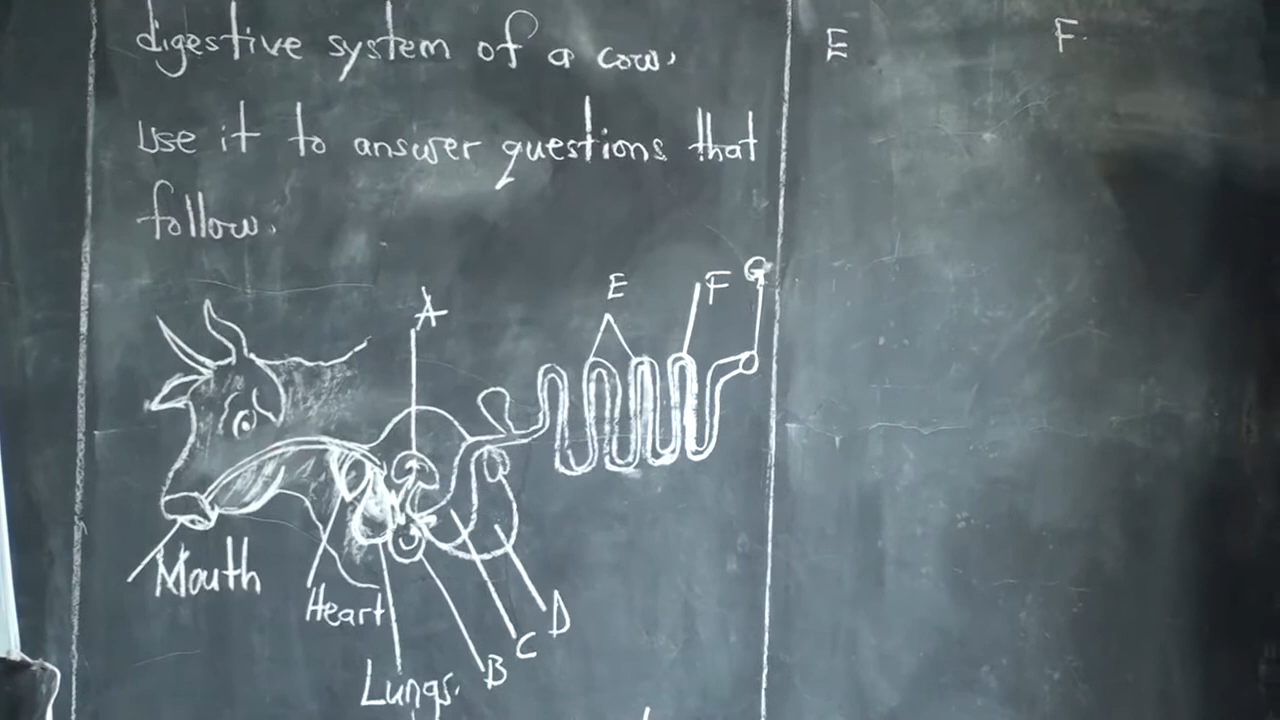 digestive system of a cow.
Use it to answer questions that
follow.
A
E
F
G
Mouth
Heart
Lungs.
B
C
D
E F.